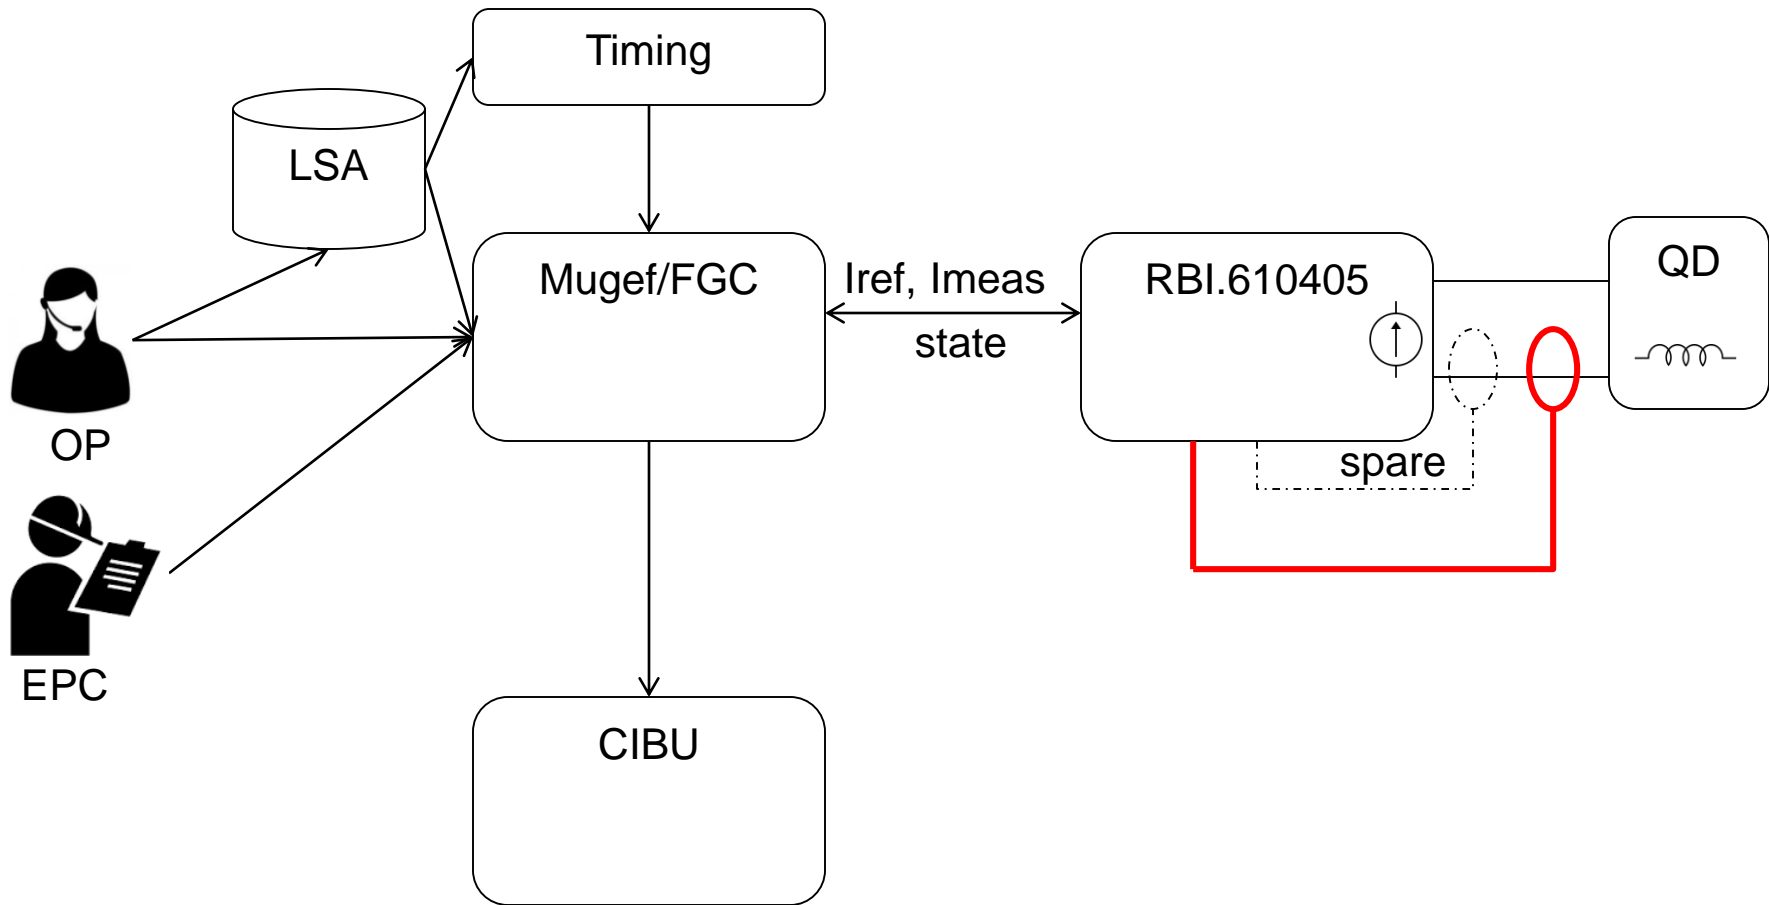 Timing
LSA
Mugef/FGC
Iref, Imeas
state
RBI.610405
QD
OP
spare
EPC
CIBU